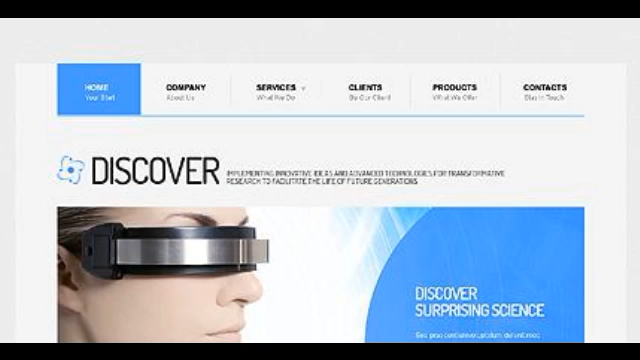 HOME
Your Start
COMPANY
About Us
SERVICES
What We Do
CLIENTS
Be Our Client
PRODUCTS
What We Offer
CONTACTS
Stay In Touch
DISCOVER
IMPLEMENTING INNOVATIVE IDEAS AND ADVANCED TECHNOLOGIES FOR TRANSFORMATIVE
RESEARCH TO FACILITATE THE LIFE OF FUTURE GENERATIONS
DISCOVER
SURPRISING SCIENCE